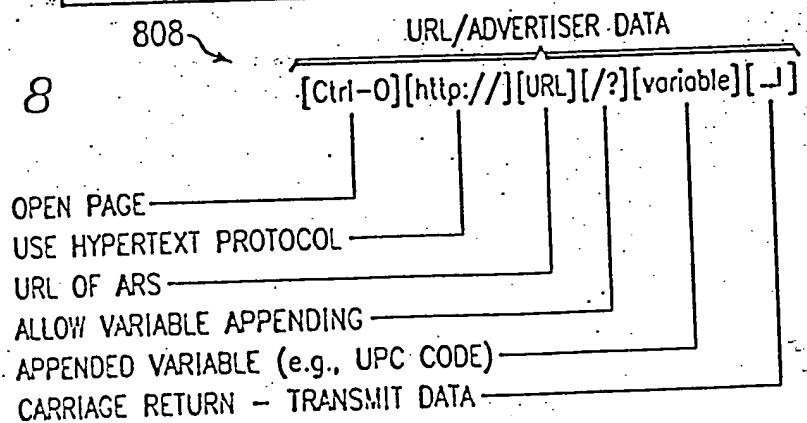 808 URL/ADVERTISER DATA
8 [Ctrl-O][http://][URL][/?][variable][↵]
OPEN PAGE
USE HYPERTEXT PROTOCOL
URL OF ARS
ALLOW VARIABLE APPENDING
APPENDED VARIABLE (e.g., UPC CODE)
CARRIAGE RETURN – TRANSMIT DATA